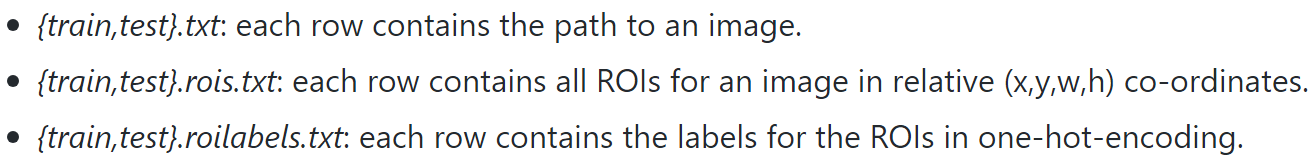 • {train,test}.txt: each row contains the path to an image.
• {train,test}.rois.txt: each row contains all ROIs for an image in relative (x,y,w,h) co-ordinates.
• {train,test}.roilabels.txt: each row contains the labels for the ROIs in one-hot-encoding.